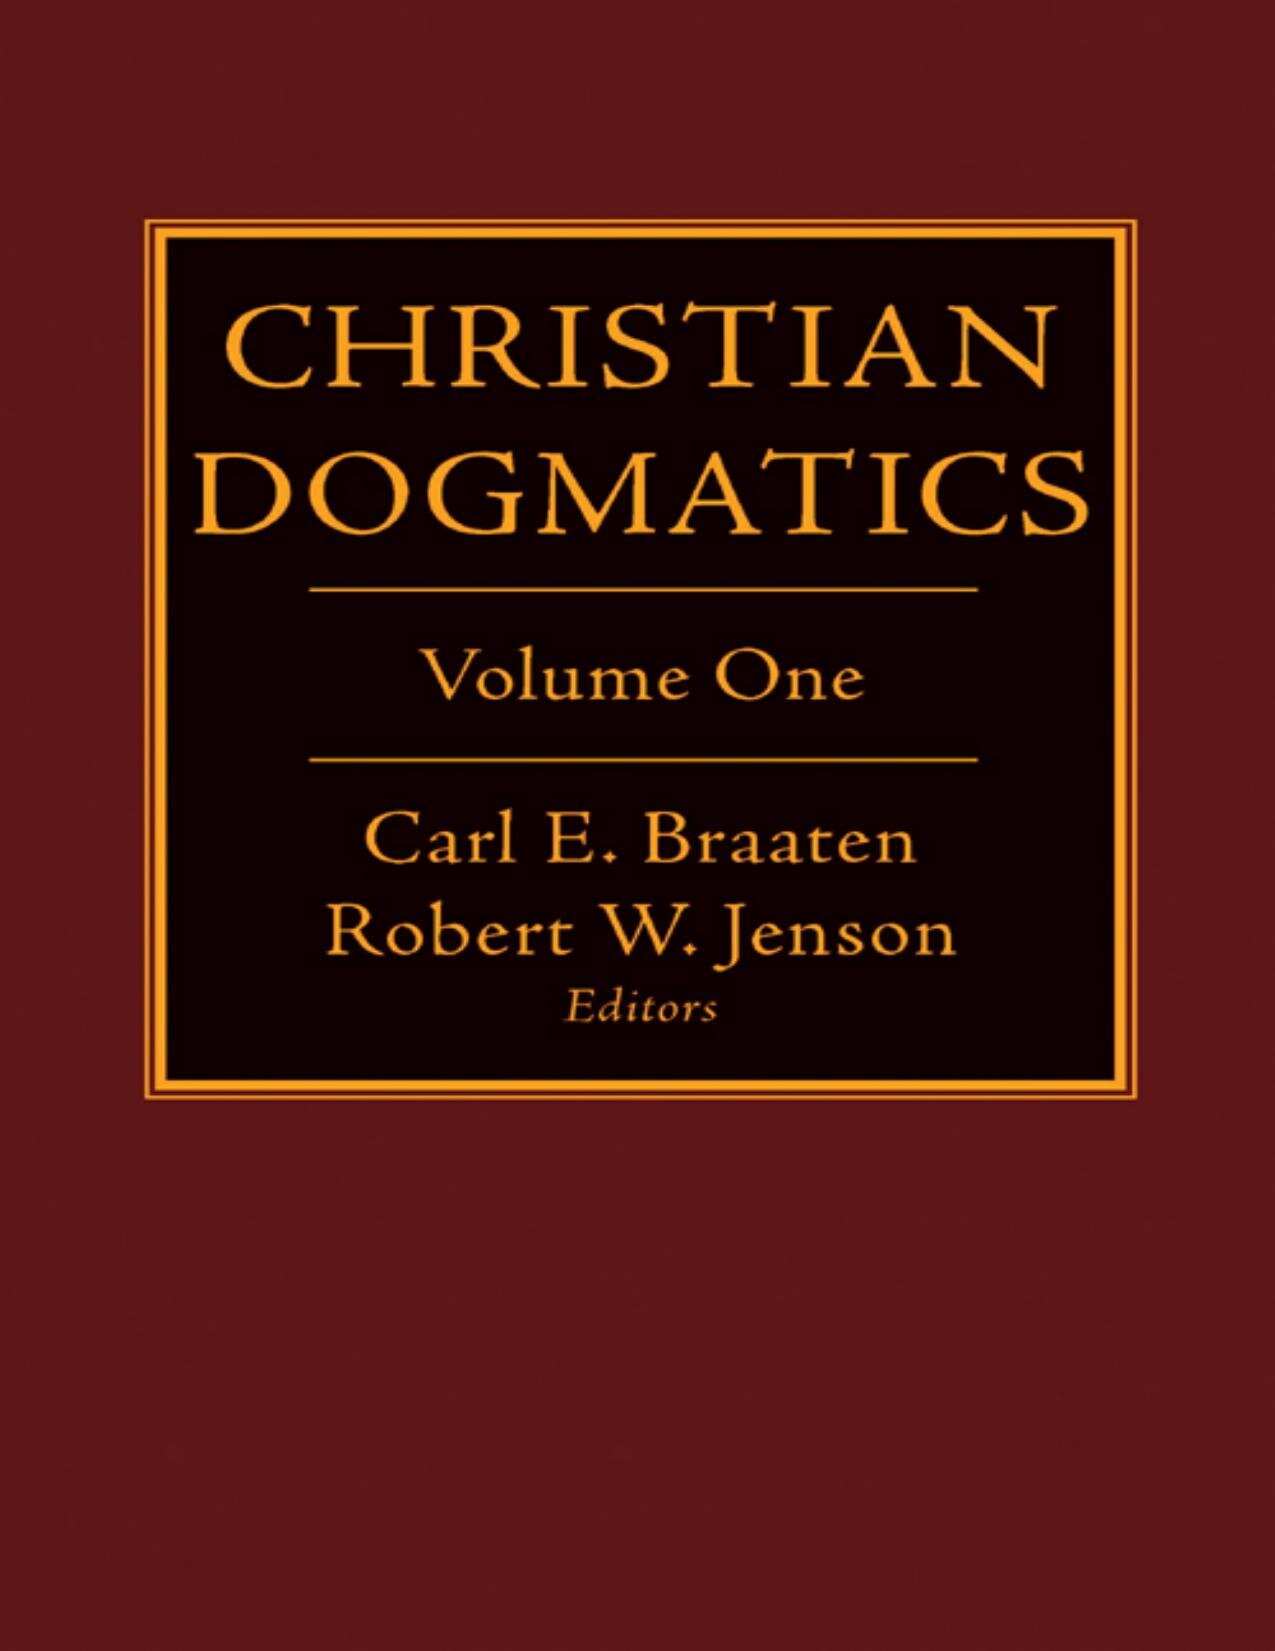 CHRISTIAN
DOGMATICS
Volume One
Carl E. Braaten
Robert W. Jenson
Editors